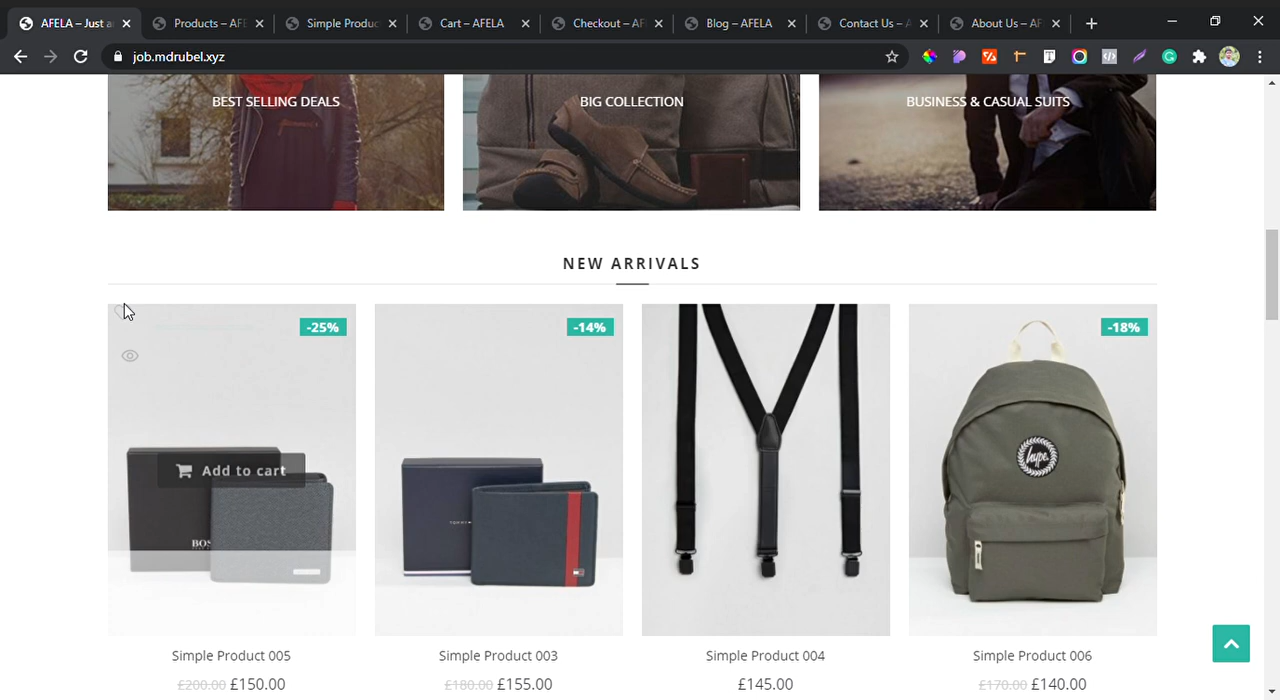 AFELA – Just a
Products – AFE
Simple Produc
Cart – AFELA
Checkout – AF
Blog – AFELA
Contact Us – A
About Us – AF
job.mdrubel.xyz
BEST SELLING DEALS
BIG COLLECTION
BUSINESS & CASUAL SUITS
NEW ARRIVALS
-25%
-14%
-18%
hype.
Add to cart
BOS
Simple Product 005
Simple Product 003
Simple Product 004
Simple Product 006
£200.00 £150.00
£180.00 £155.00
£145.00
£170.00 £140.00